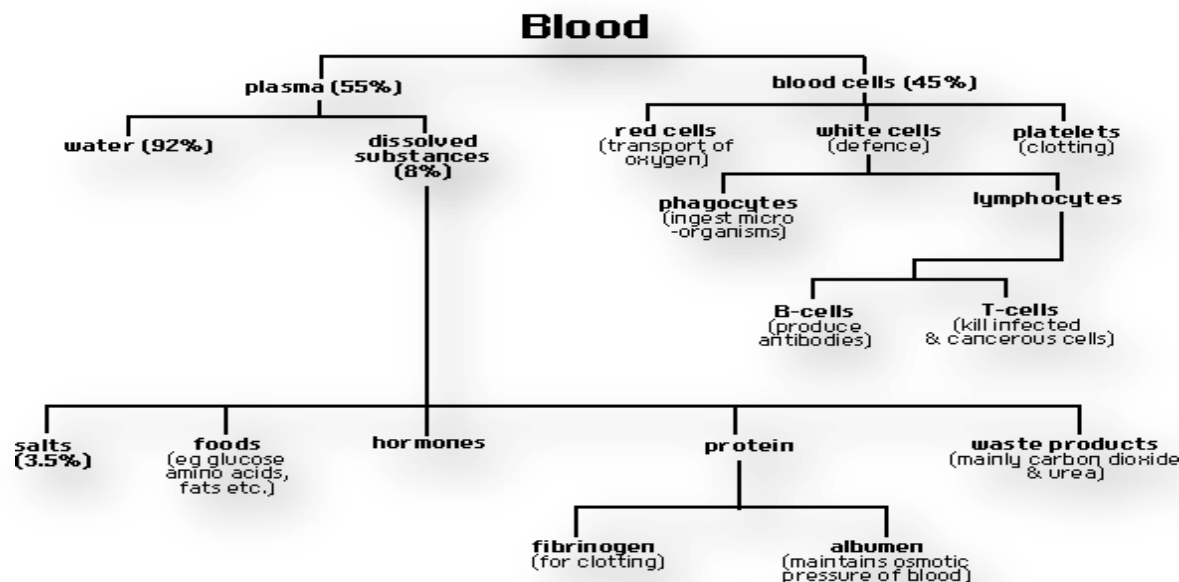 Blood
plasma (55%)
blood cells (45%)
water (92%)
dissolved
substances
(8%)
red cells
(transport of
oxygen)
white cells
(defence)
platelets
(clotting)
phagocytes
(ingest micro
-organisms)
lymphocytes
B-cells
(produce
antibodies)
T-cells
(kill infected
& cancerous cells)
salts
(3.5%)
foods
(eg glucose
amino acids,
fats etc.)
hormones
protein
waste products
(mainly carbon dioxide
& urea)
fibrinogen
(for clotting)
albumen
(maintains osmotic
pressure of blood)